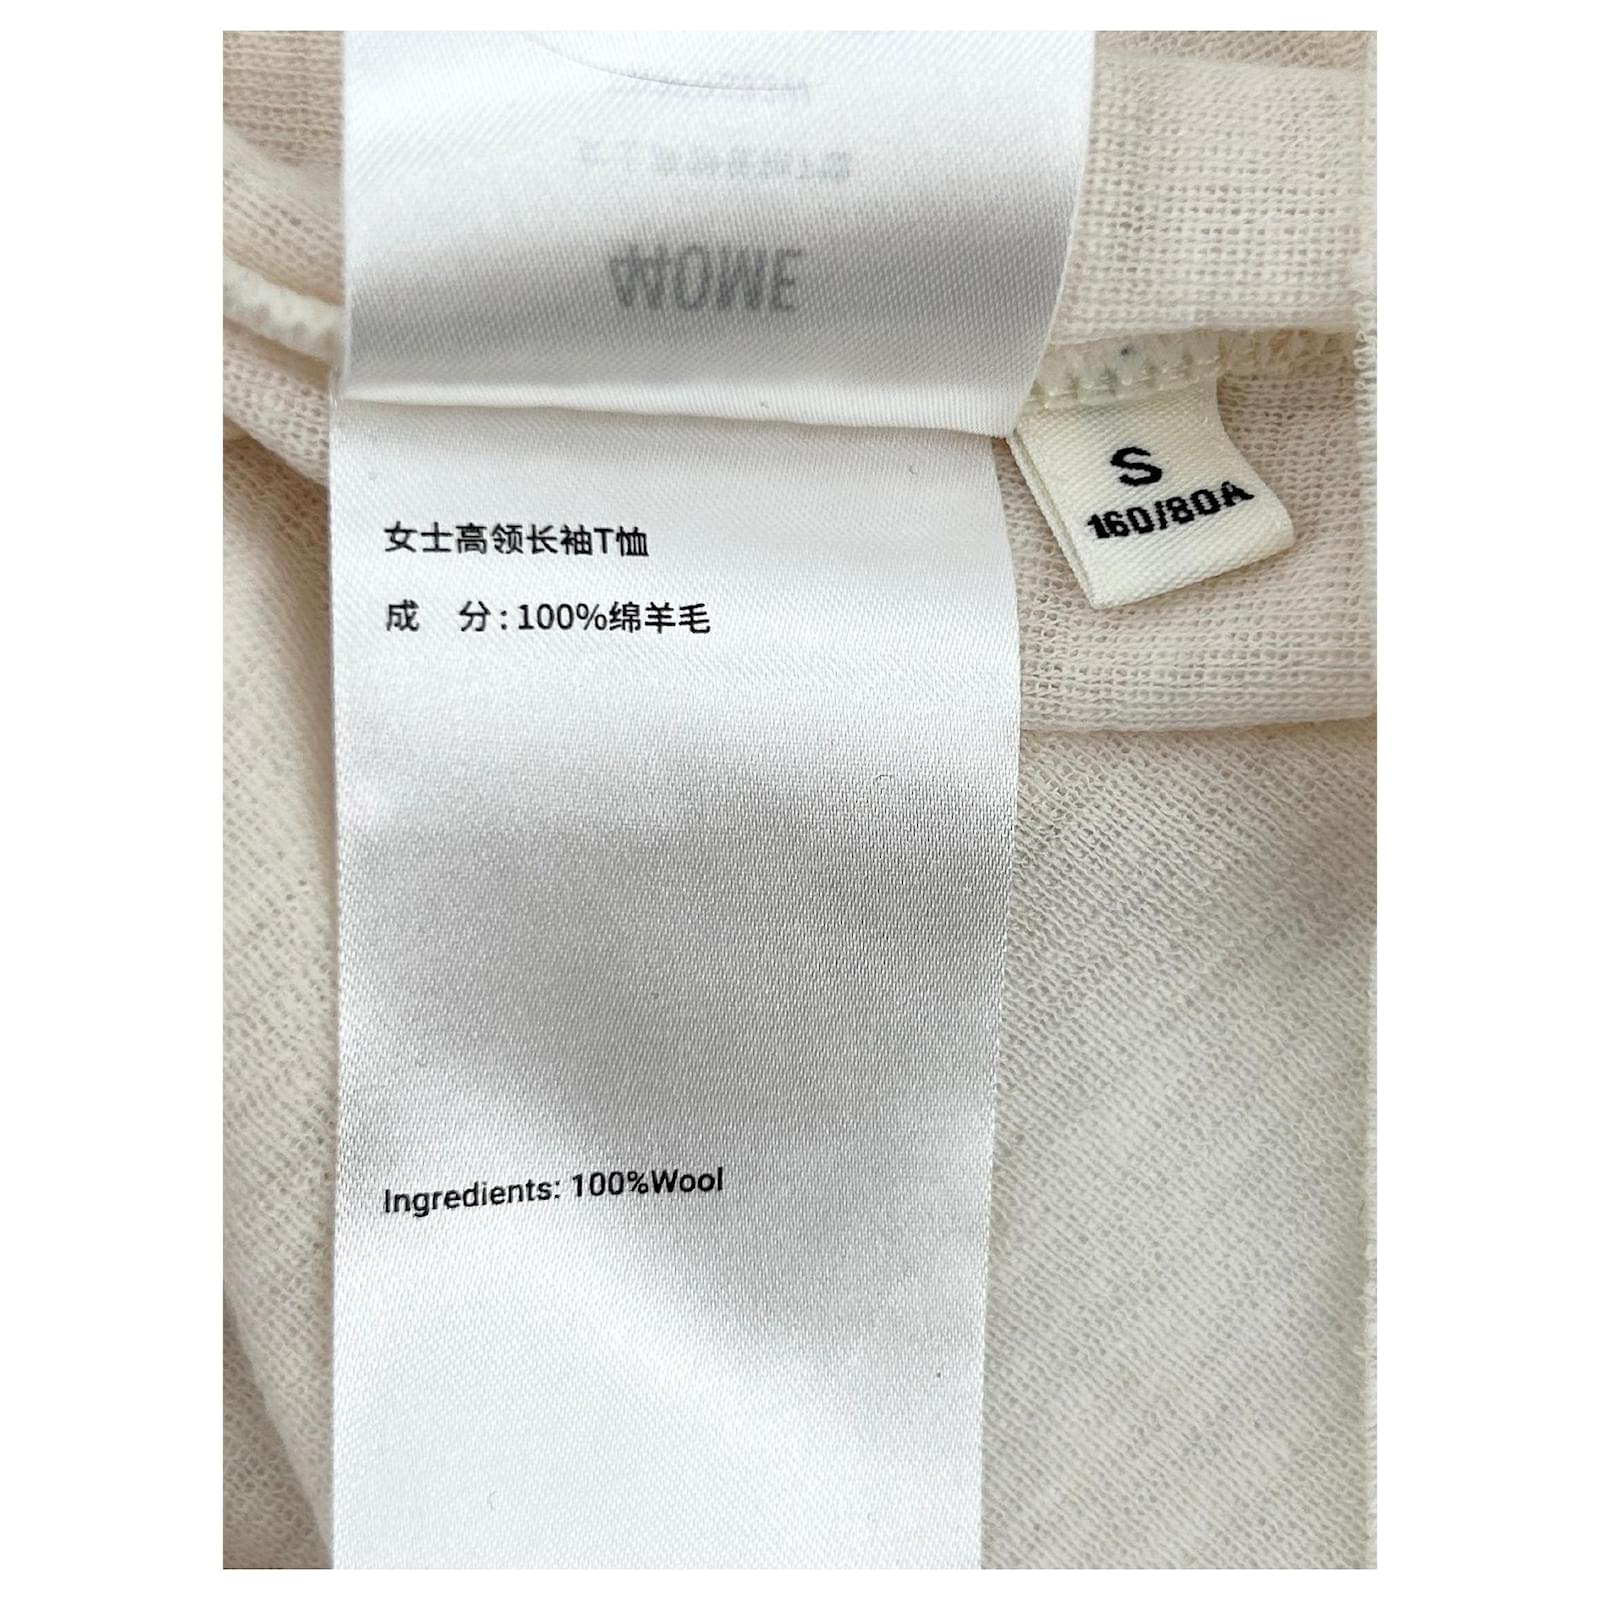 女士高领长袖T恤
成 分:100%绵羊毛
Ingredients: 100%Wool
S
160/80A